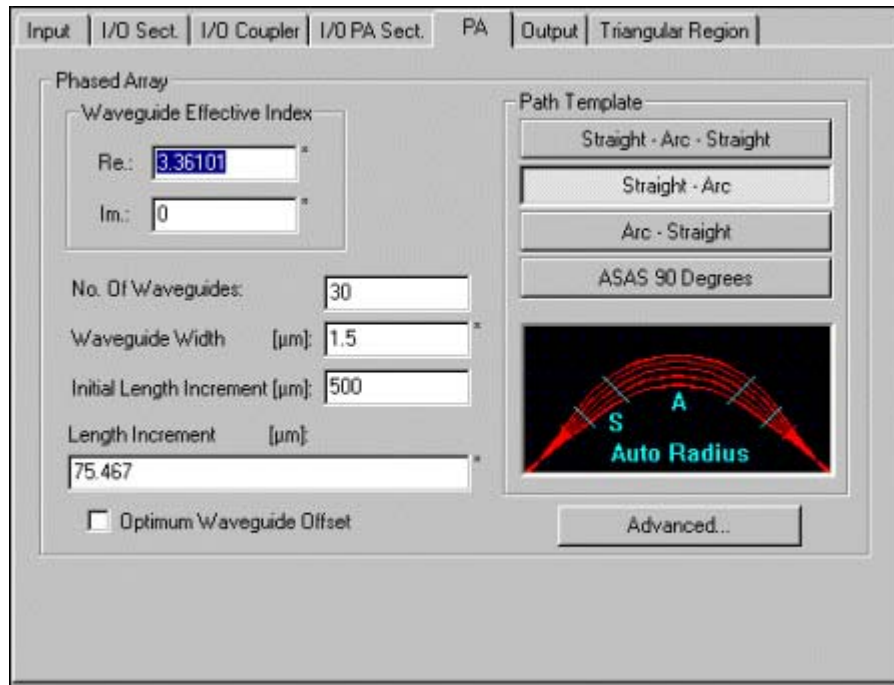 Input I/O Sect. I/O Coupler I/O PA Sect. PA Output Triangular Region
Phased Array
Waveguide Effective Index
Re.: 3.36101 *
Im.: 0 *
No. Of Waveguides: 30
Waveguide Width [µm]: 1.5 *
Initial Length Increment [µm]: 500
Length Increment [µm]:
75.467 *
Optimum Waveguide Offset
Path Template
Straight - Arc - Straight
Straight - Arc
Arc - Straight
ASAS 90 Degrees
S
A
Auto Radius
Advanced...